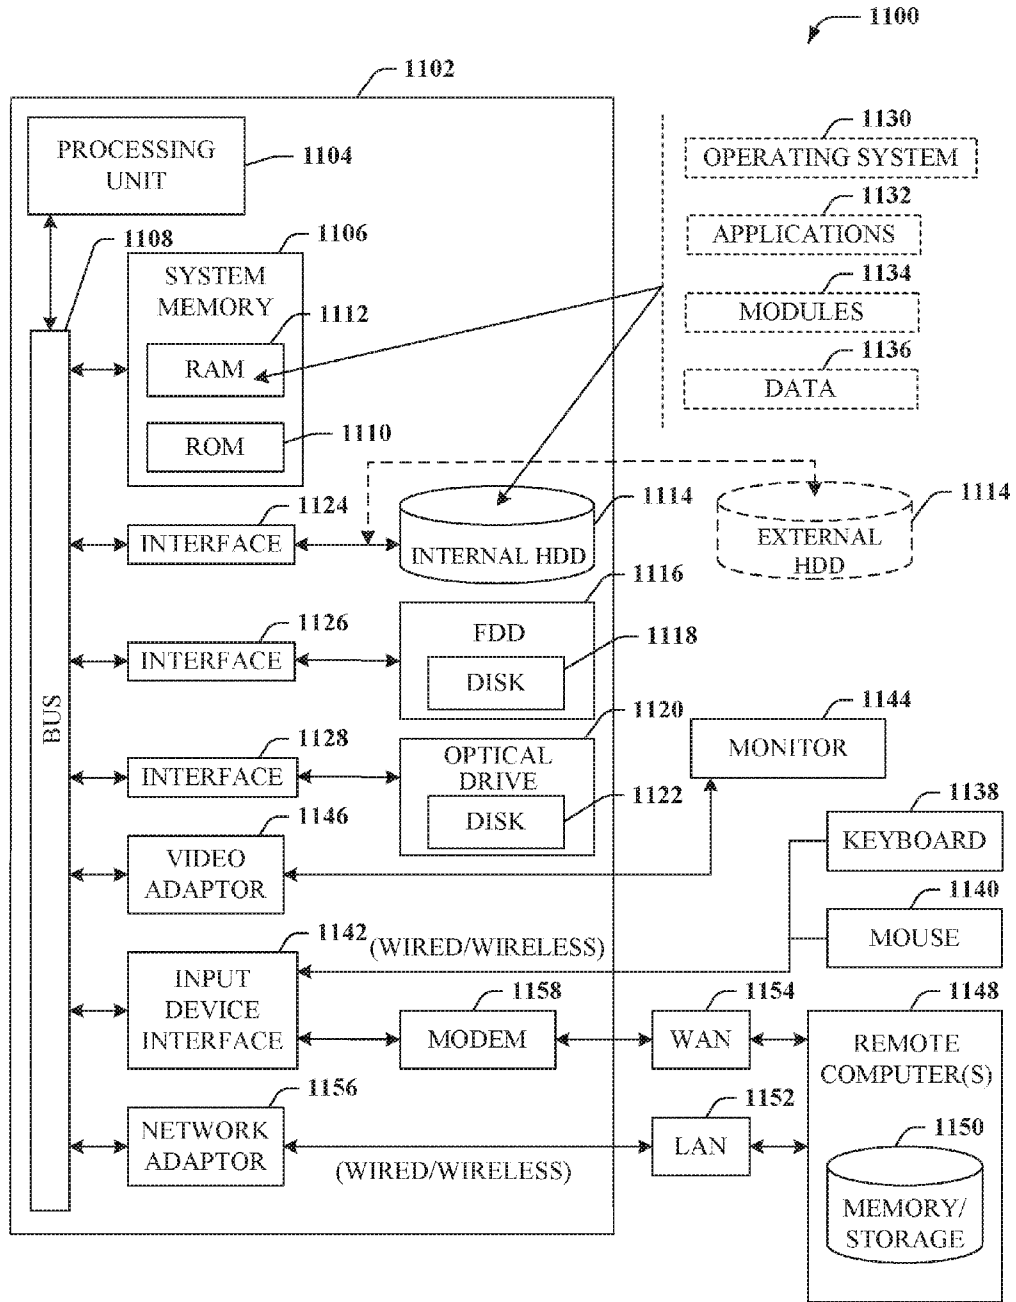 1100
1102
PROCESSING
UNIT
1104
1130
OPERATING SYSTEM
1132
APPLICATIONS
1134
MODULES
1136
DATA
1108
1106
SYSTEM
MEMORY
1112
RAM
1110
ROM
BUS
1124
INTERFACE
1114
INTERNAL HDD
1114
EXTERNAL
HDD
1126
INTERFACE
1116
FDD
1118
DISK
1128
INTERFACE
1120
OPTICAL
DRIVE
1122
DISK
1144
MONITOR
1146
VIDEO
ADAPTOR
1138
KEYBOARD
1140
MOUSE
1142
(WIRED/WIRELESS)
INPUT
DEVICE
INTERFACE
1158
MODEM
1154
WAN
1148
REMOTE
COMPUTER(S)
1156
NETWORK
ADAPTOR
(WIRED/WIRELESS)
1152
LAN
1150
MEMORY/
STORAGE